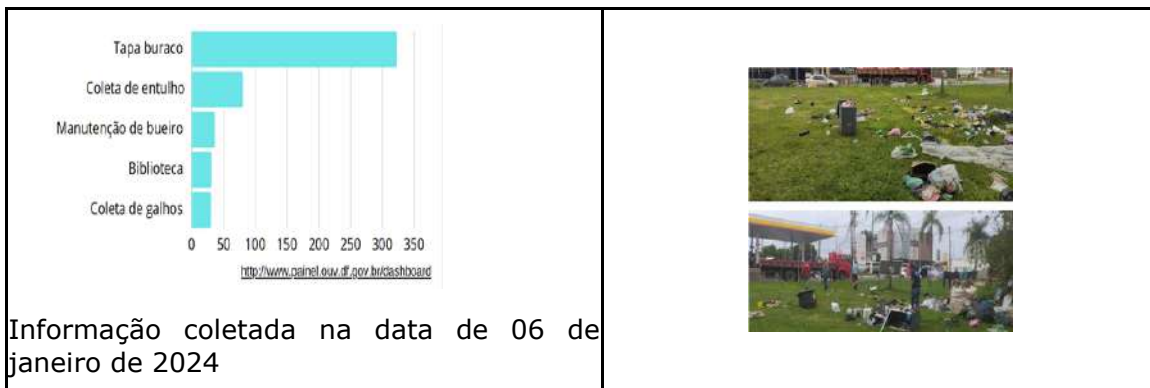 Tapa buraco
Coleta de entulho
Manutenção de bueiro
Biblioteca
Coleta de galhos
0 50 100 150 200 250 300 350
http://www.painel.ouv.df.gov.br/dashboard
Informação coletada na data de 06 de
janeiro de 2024